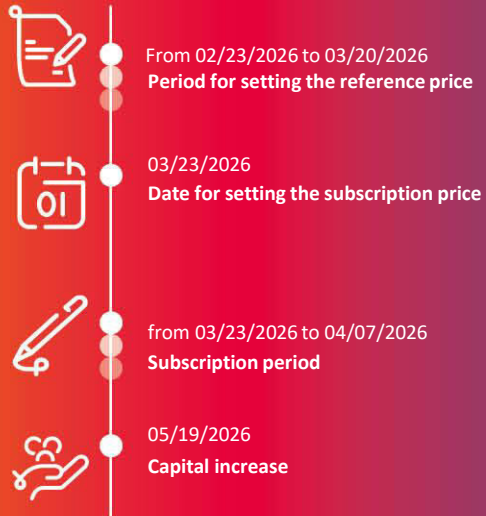 From 02/23/2026 to 03/20/2026
Period for setting the reference price
01
03/23/2026
Date for setting the subscription price
from 03/23/2026 to 04/07/2026
Subscription period
05/19/2026
Capital increase